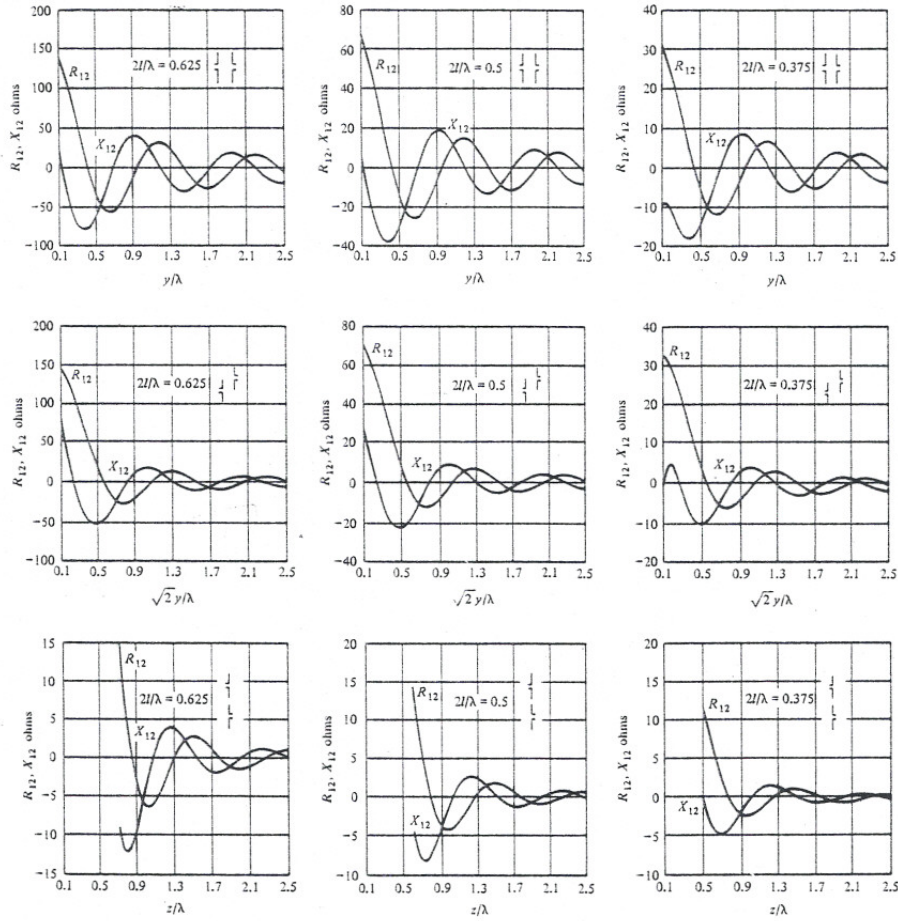 200
150
100
50
0
−50
−100
R12, X12 ohms
R12
2l/λ = 0.625
X12
0.1 0.5 0.9 1.3 1.7 2.1 2.5
y/λ
80
60
40
20
0
−20
−40
R12, X12 ohms
R12
2l/λ = 0.5
X12
0.1 0.5 0.9 1.3 1.7 2.1 2.5
y/λ
40
30
20
10
0
−10
−20
R12, X12 ohms
R12
2l/λ = 0.375
X12
0.1 0.5 0.9 1.3 1.7 2.1 2.5
y/λ
200
150
100
50
0
−50
−100
R12, X12 ohms
R12
2l/λ = 0.625
X12
0.1 0.5 0.9 1.3 1.7 2.1 2.5
√2 y/λ
80
60
40
20
0
−20
−40
R12, X12 ohms
R12
2l/λ = 0.5
X12
0.1 0.5 0.9 1.3 1.7 2.1 2.5
√2 y/λ
40
30
20
10
0
−10
−20
R12, X12 ohms
R12
2l/λ = 0.375
X12
0.1 0.5 0.9 1.3 1.7 2.1 2.5
√2 y/λ
15
10
5
0
−5
−10
−15
R12, X12 ohms
R12
2l/λ = 0.625
X12
0.1 0.5 0.9 1.3 1.7 2.1 2.5
z/λ
20
15
10
5
0
−5
−10
R12, X12 ohms
R12
2l/λ = 0.5
X12
0.1 0.5 0.9 1.3 1.7 2.1 2.5
z/λ
20
15
10
5
0
−5
−10
R12, X12 ohms
R12
2l/λ = 0.375
X12
0.1 0.5 0.9 1.3 1.7 2.1 2.5
z/λ